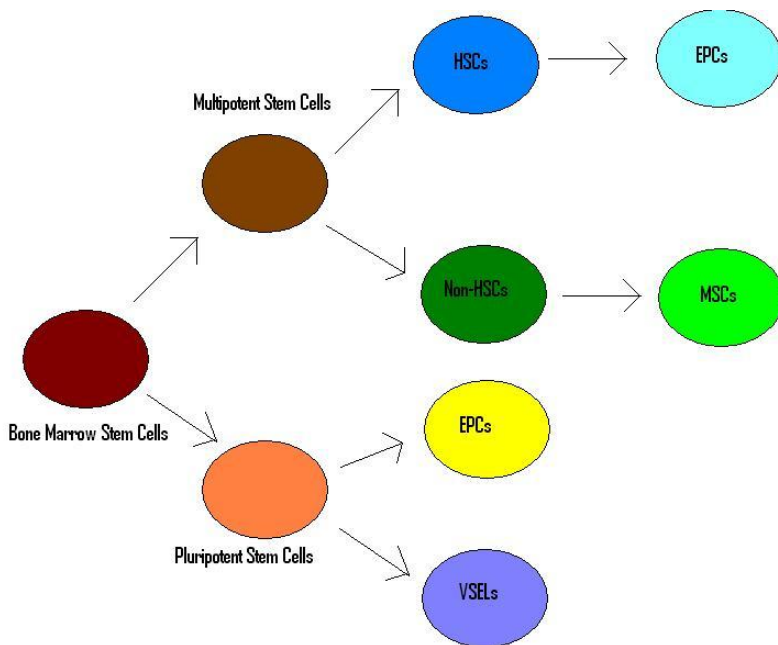 HSCs
EPCs
Multipotent Stem Cells
Non-HSCs
MSCs
Bone Marrow Stem Cells
EPCs
Pluripotent Stem Cells
VSELs